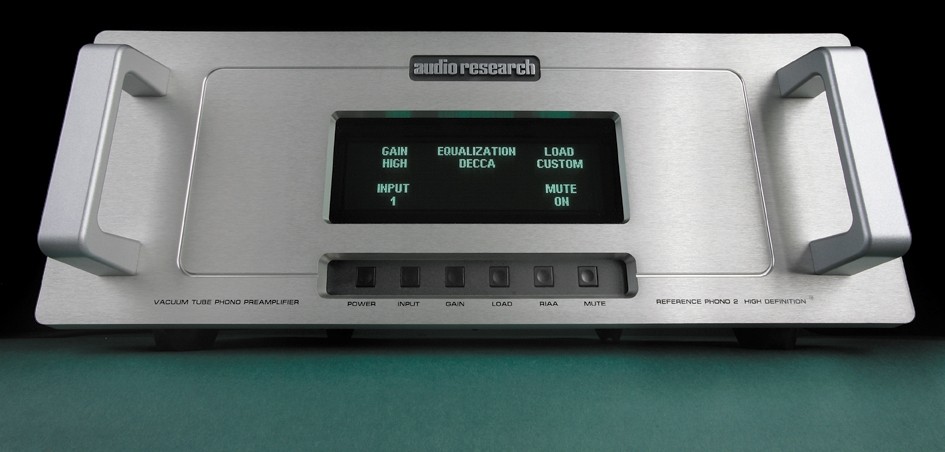 audio research
GAIN EQUALIZATION LOAD
HIGH DECCA CUSTOM
INPUT MUTE
1 ON
POWER INPUT GAIN LOAD RIAA MUTE
VACUUM TUBE PHONO PREAMPLIFIER
REFERENCE PHONO 2 HIGH DEFINITION